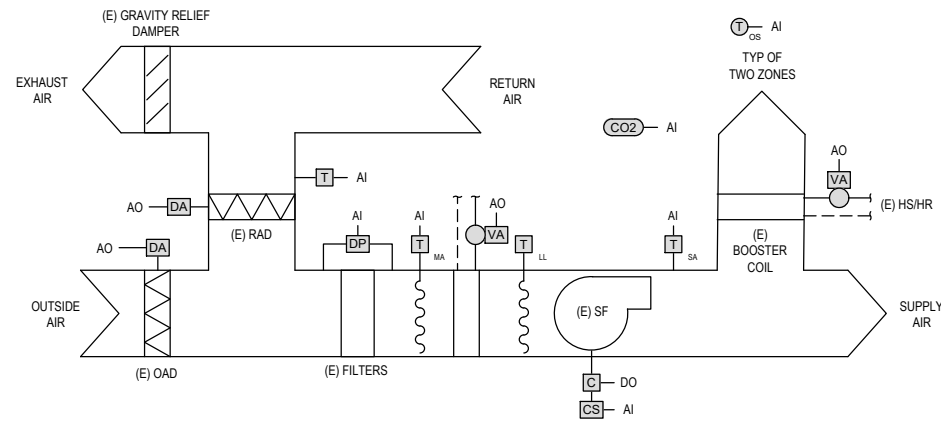 (E) GRAVITY RELIEF
DAMPER
T
OS
AI
TYP OF
TWO ZONES
EXHAUST
AIR
RETURN
AIR
CO2
AI
AO
VA
T
AI
AO
DA
(E) HS/HR
(E) RAD
AI
DP
AI
T
MA
AO
VA
T
LL
AI
T
SA
(E)
BOOSTER
COIL
AO
DA
OUTSIDE
AIR
(E) SF
SUPPLY
AIR
(E) OAD
(E) FILTERS
C
DO
CS
AI